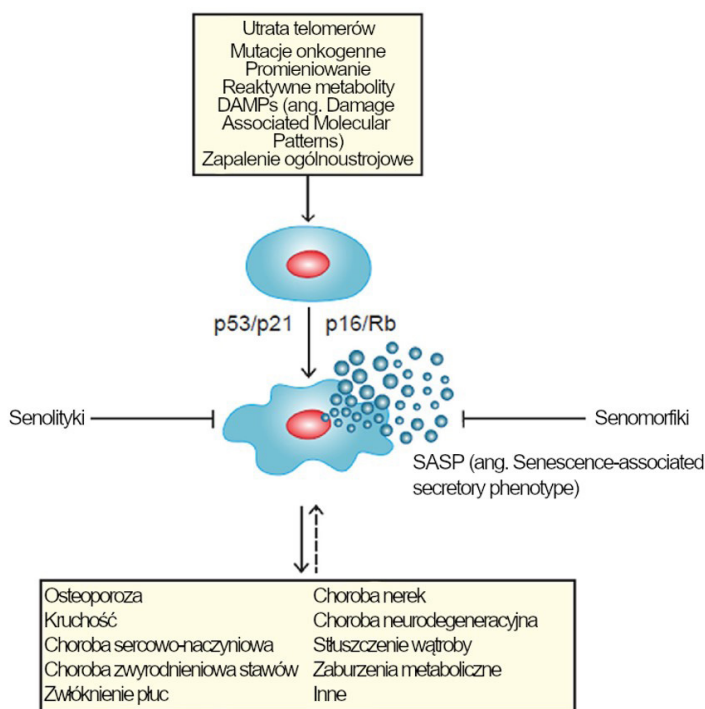 Utrata telomerów
Mutacje onkogenne
Promieniowanie
Reaktywne metabolity
DAMPs (ang. Damage
Associated Molecular
Patterns)
Zapalenie ogólnoustrojowe
p53/p21
p16/Rb
Senolityki
Senomorfiki
SASP (ang. Senescence-associated
secretory phenotype)
Osteoporoza
Kruchość
Choroba sercowo-naczyniowa
Choroba zwyrodnieniowa stawów
Zwłóknienie płuc
Choroba nerek
Choroba neurodegeneracyjna
Stłuszczenie wątroby
Zaburzenia metaboliczne
Inne